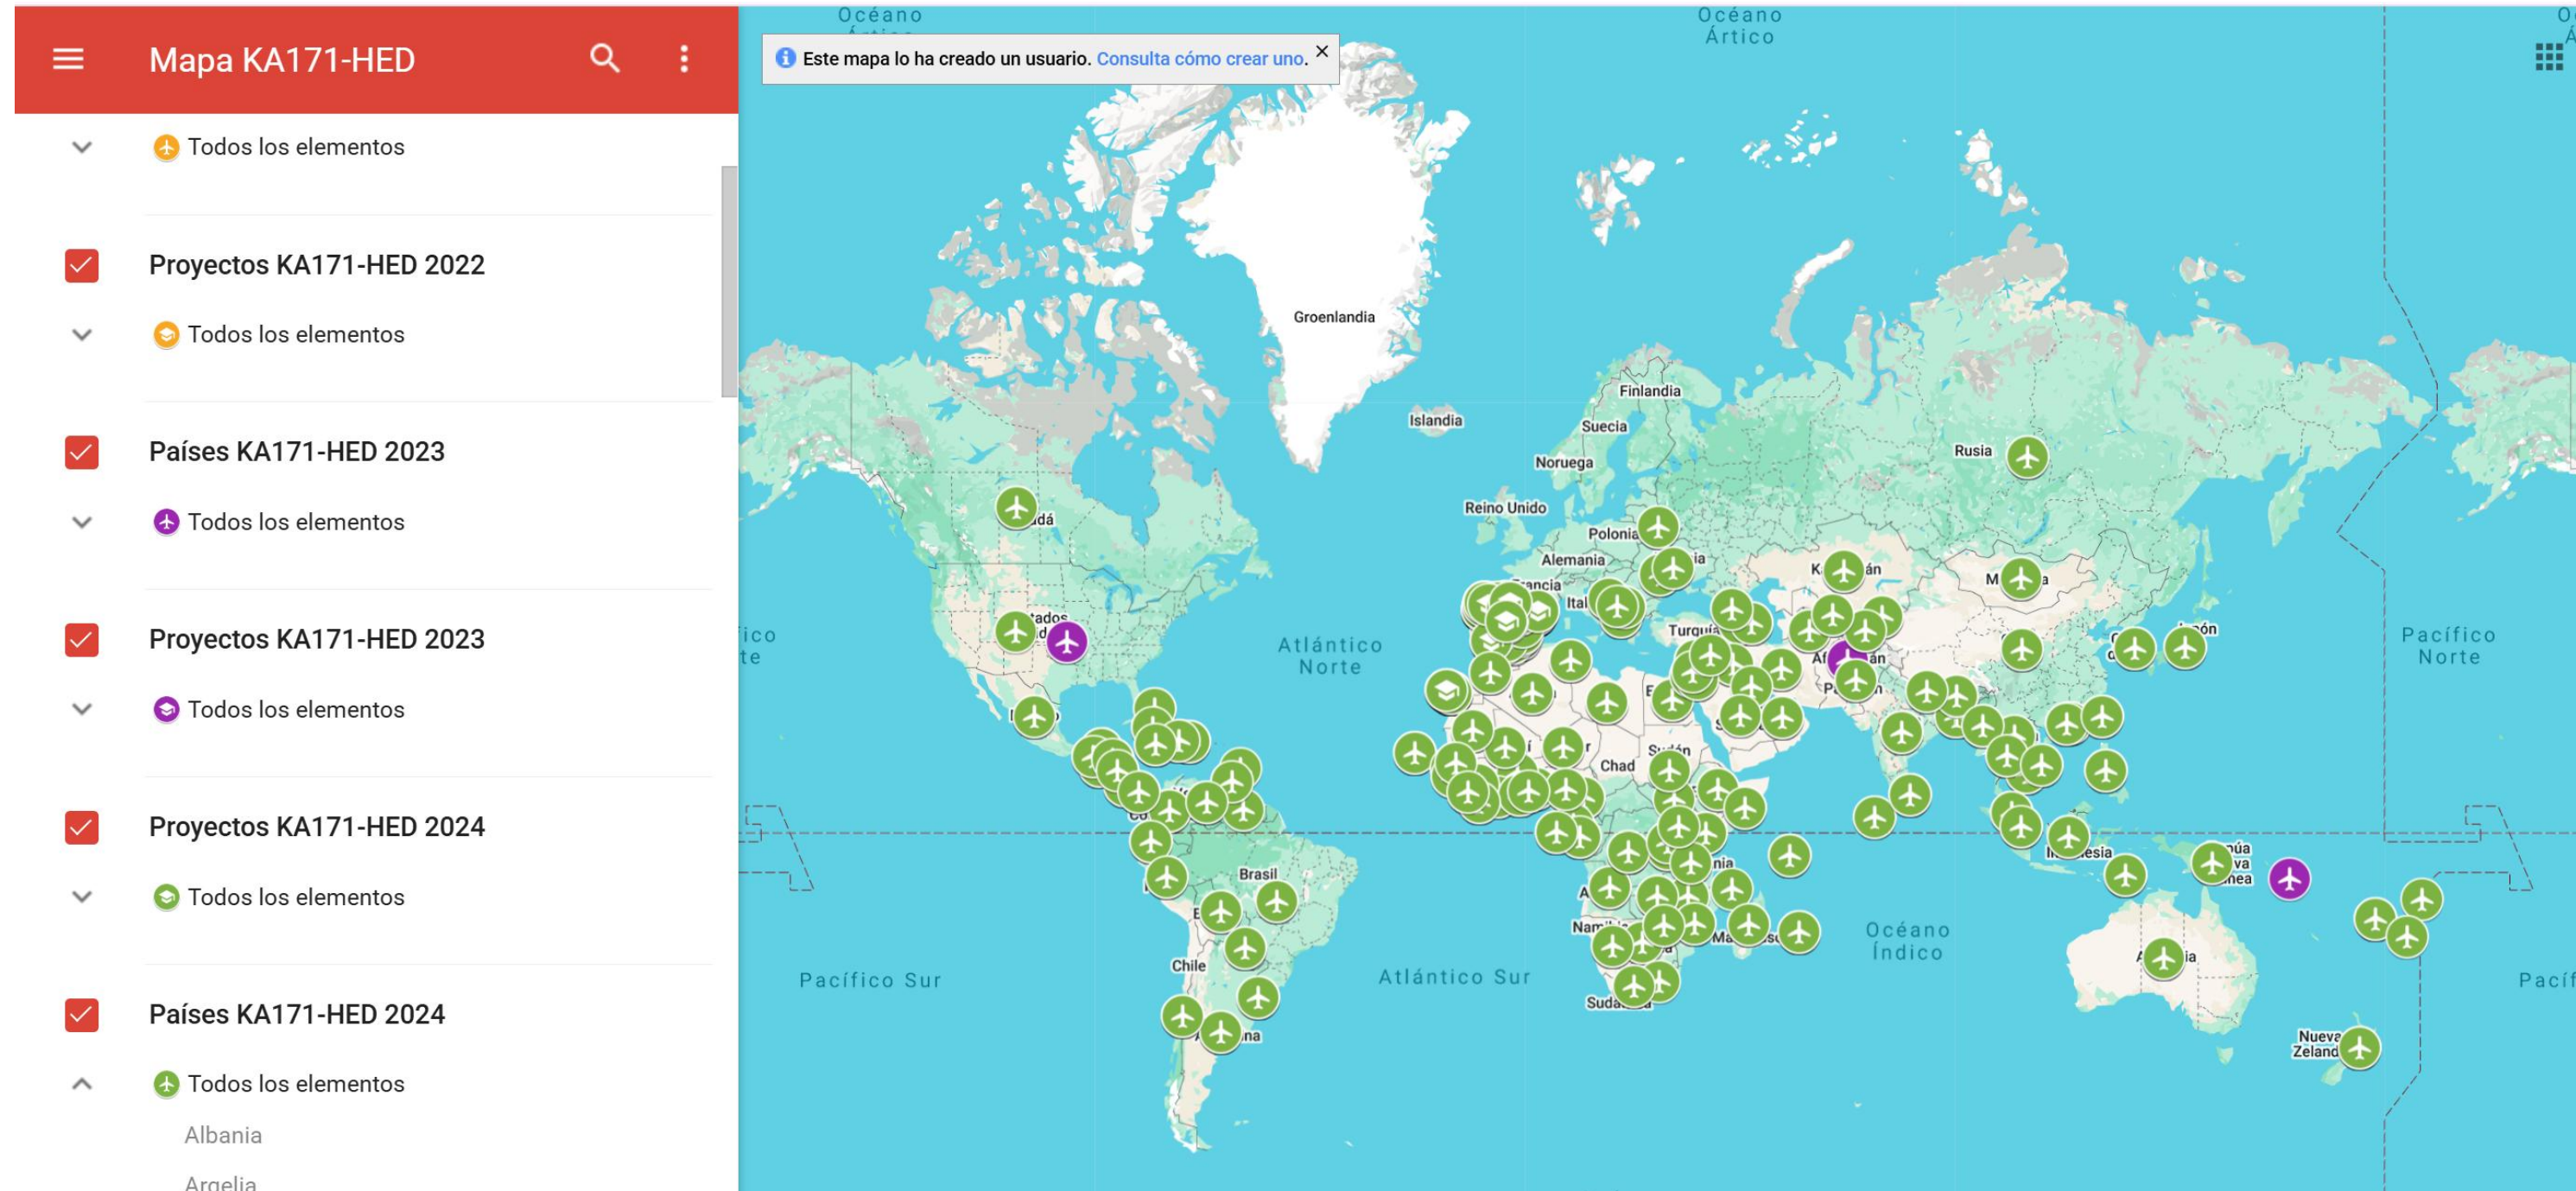 Mapa KA171-HED
Todos los elementos
Proyectos KA171-HED 2022
Todos los elementos
Países KA171-HED 2023
Todos los elementos
Proyectos KA171-HED 2023
Todos los elementos
Proyectos KA171-HED 2024
Todos los elementos
Países KA171-HED 2024
Todos los elementos
Albania
Argelia
Este mapa lo ha creado un usuario. Consulta cómo crear uno.
Océano
Océano
Ártico
Groenlandia
Finlandia
Islandia
Suecia
Rusia
Noruega
Reino Unido
Polonia
Alemania
Turquía
Atlántico
Norte
Pacífico
Norte
Chad
Brasil
Chile
Pacífico Sur
Atlántico Sur
Océano
Índico
Nueva